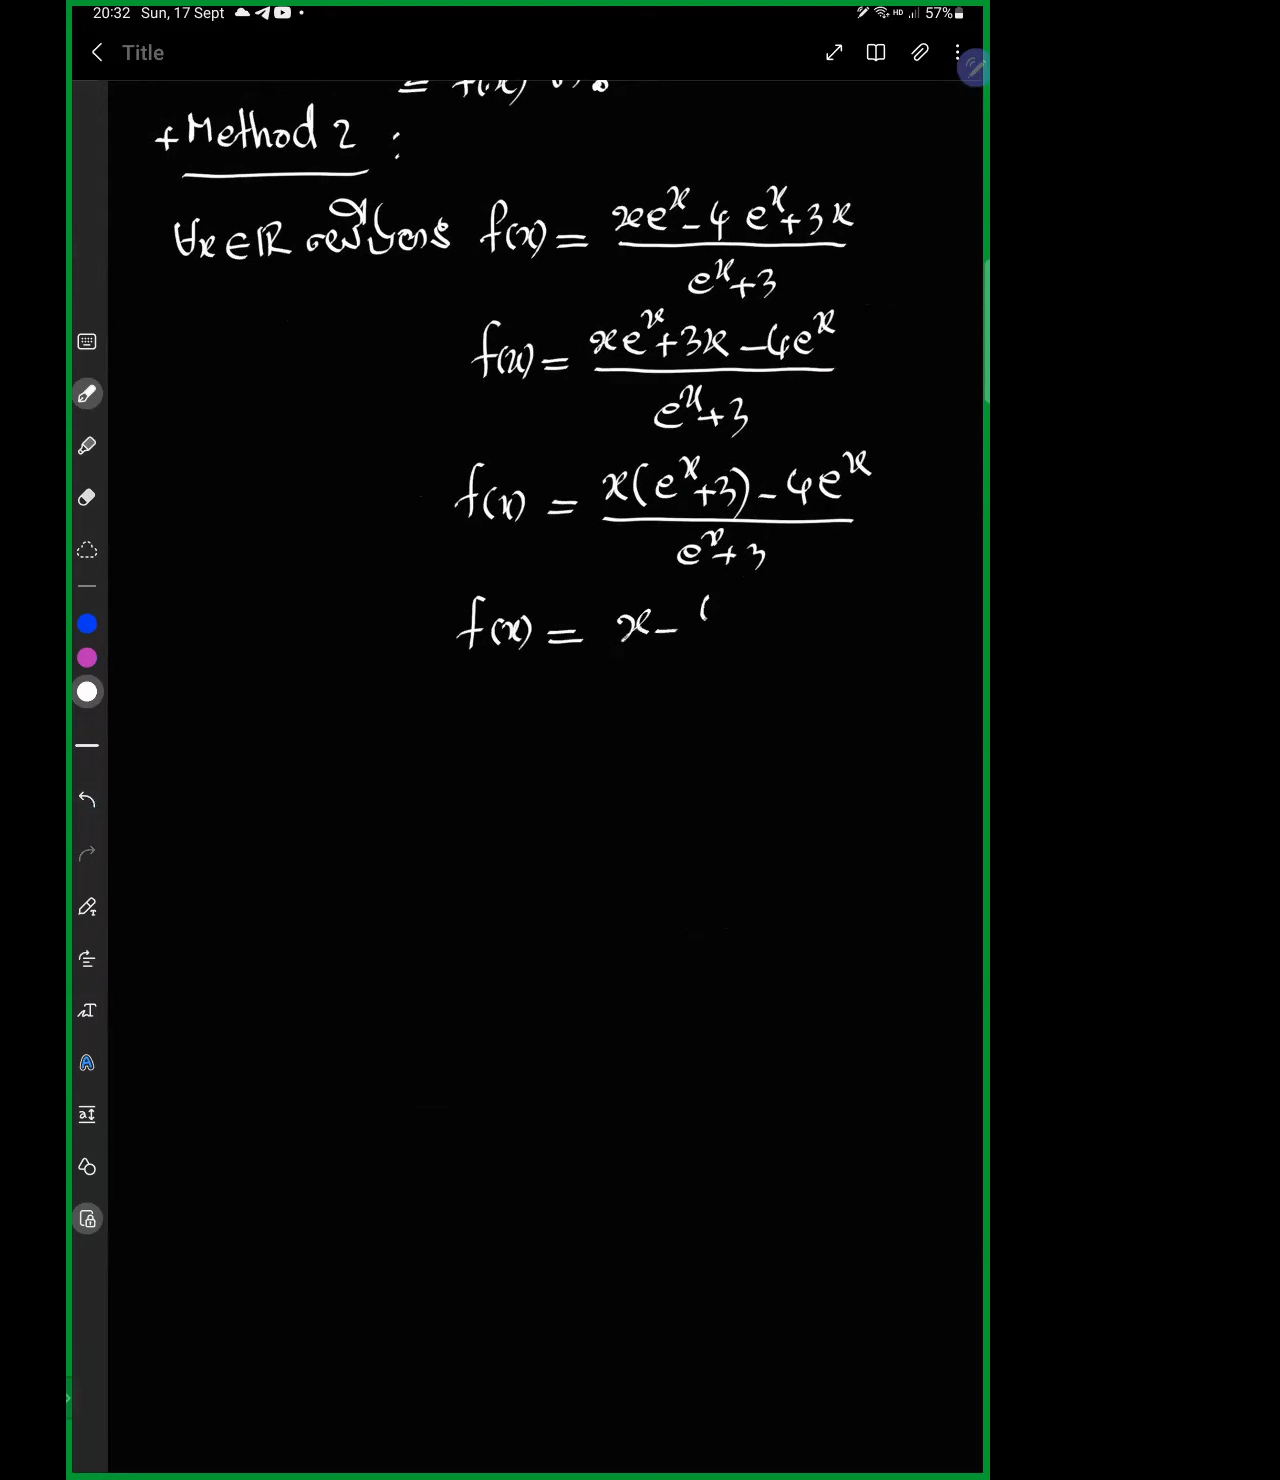 20:32 Sun, 17 Sept HD 57%
Title
+ Method 2 :
∀x∈ℝ f(x) = (xe^x - 4e^x + 3x)/(e^x + 3)
f(x) = (xe^x + 3x - 4e^x)/(e^x + 3)
f(x) = (x(e^x + 3) - 4e^x)/(e^x + 3)
f(x) = x -